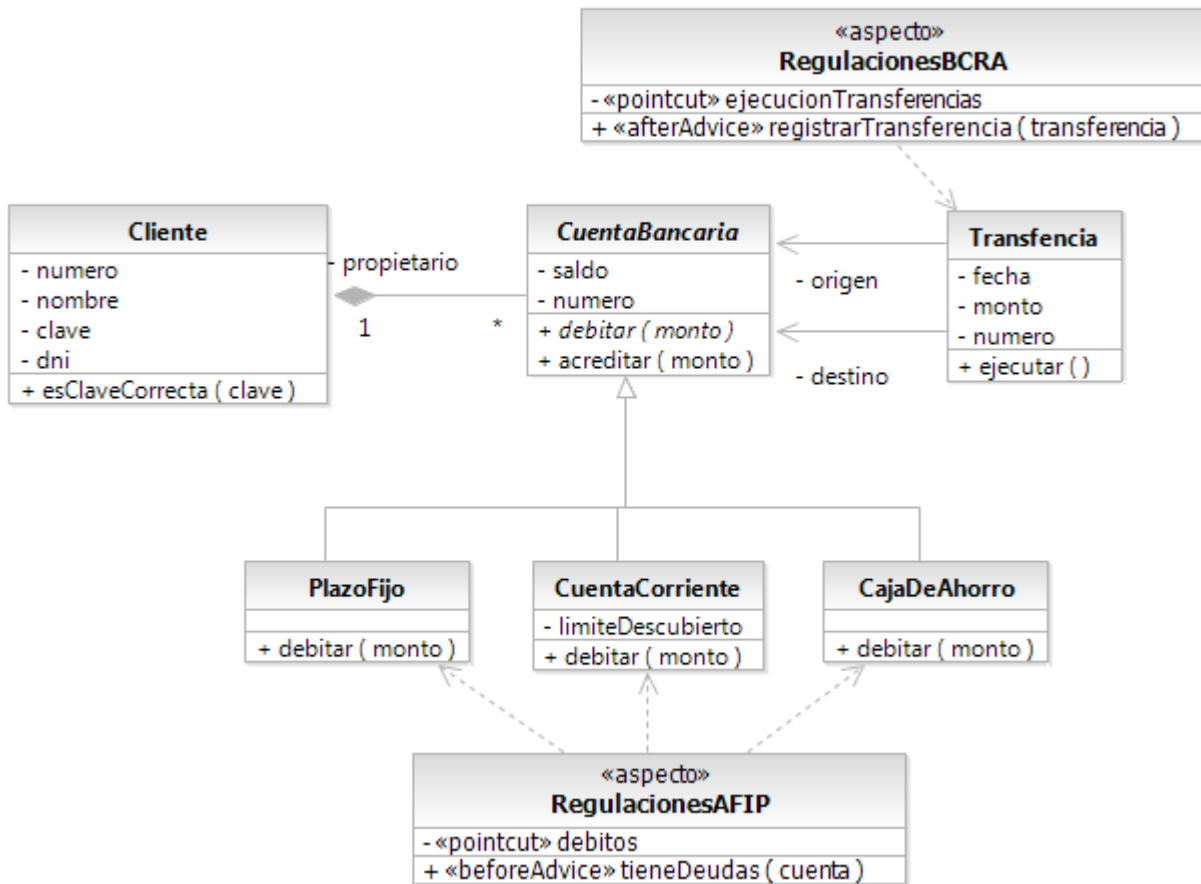 «aspecto»
RegulacionesBCRA
- «pointcut» ejecucionTransferencias
+ «afterAdvice» registrarTransferencia ( transferencia )
Cliente
- numero
- nombre
- clave
- dni
+ esClaveCorrecta ( clave )
- propietario
1
*
CuentaBancaria
- saldo
- numero
+ debitar ( monto )
+ acreditar ( monto )
- origen
- destino
Transfencia
- fecha
- monto
- numero
+ ejecutar ( )
PlazoFijo
+ debitar ( monto )
CuentaCorriente
- limiteDescubierto
+ debitar ( monto )
CajaDeAhorro
+ debitar ( monto )
«aspecto»
RegulacionesAFIP
- «pointcut» debitos
+ «beforeAdvice» tieneDeudas ( cuenta )